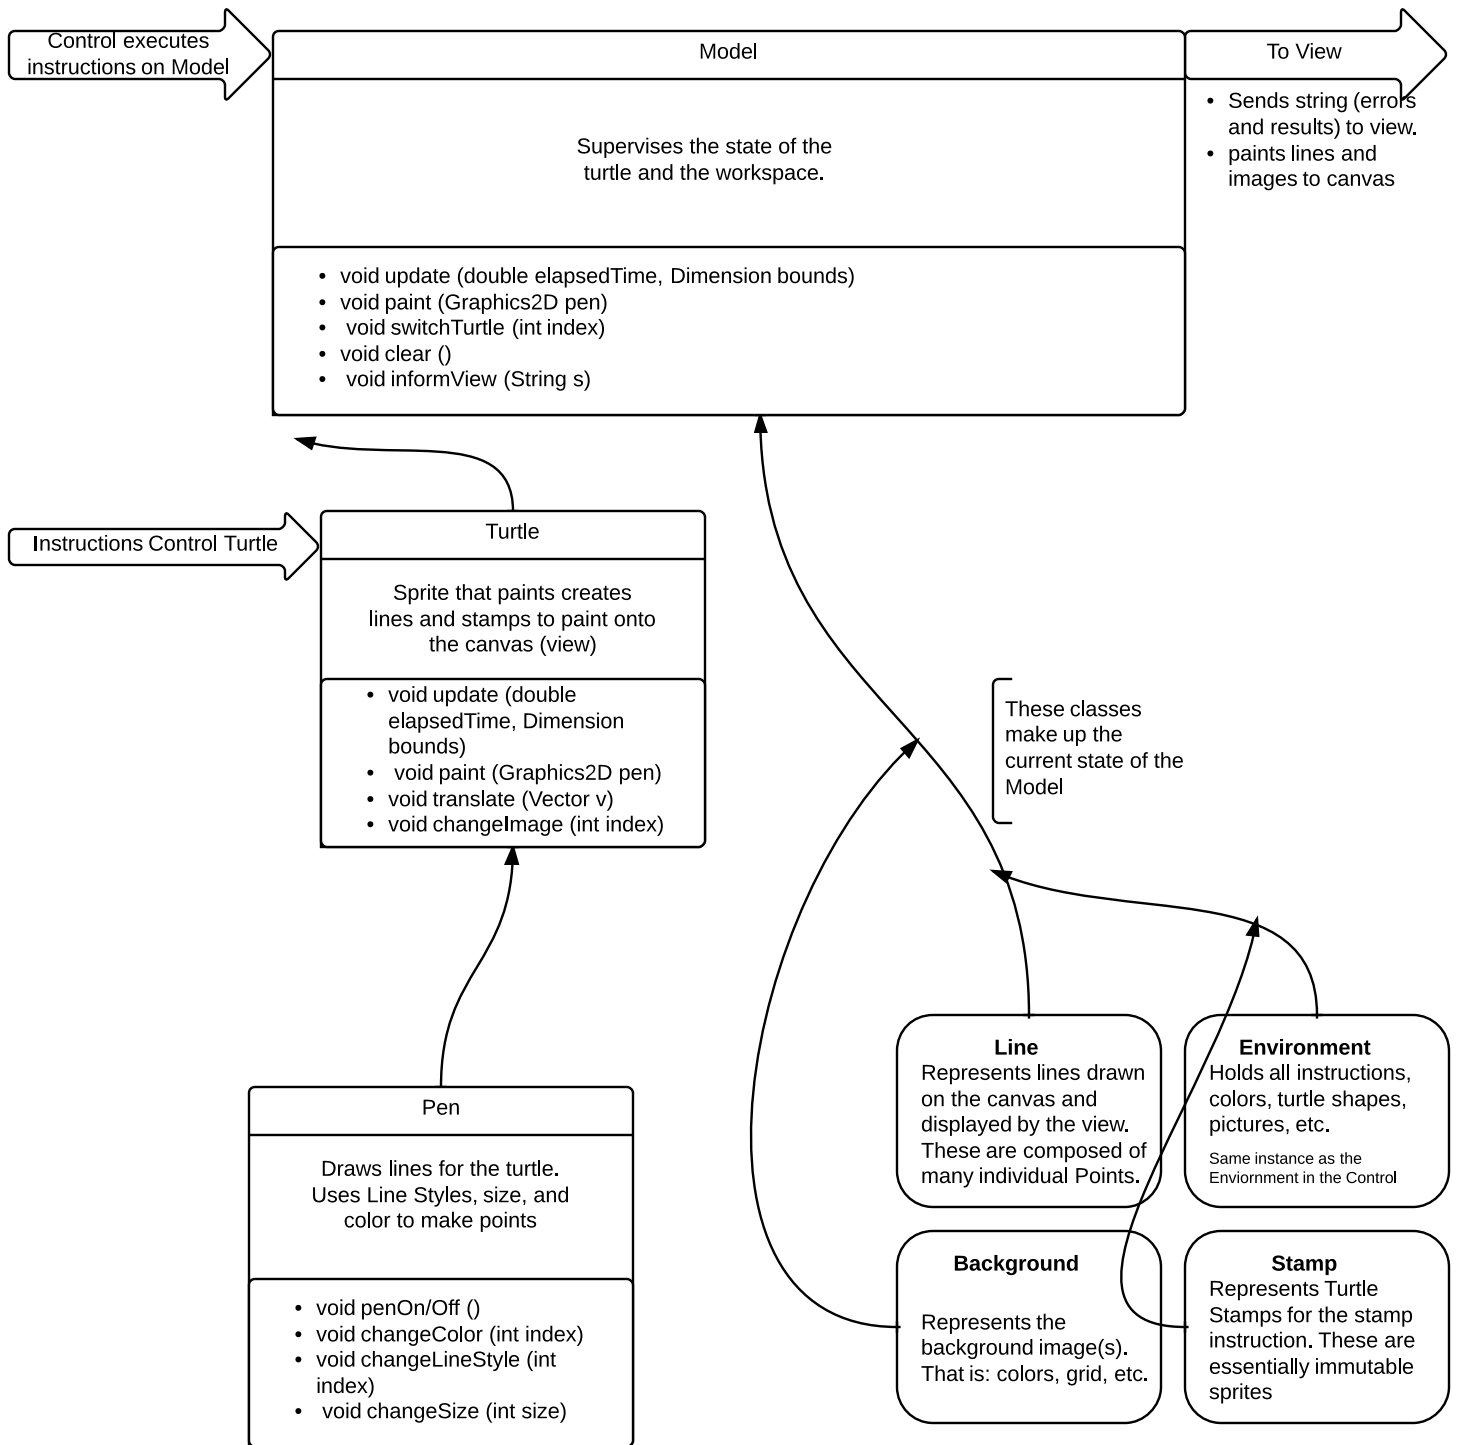 Control executes
instructions on Model
Model
To View
• Sends string (errors
and results) to view.
• paints lines and
images to canvas
Supervises the state of the
turtle and the workspace.
• void update (double elapsedTime, Dimension bounds)
• void paint (Graphics2D pen)
• void switchTurtle (int index)
• void clear ()
• void informView (String s)
Instructions Control Turtle
Turtle
Sprite that paints creates
lines and stamps to paint onto
the canvas (view)
• void update (double
elapsedTime, Dimension
bounds)
• void paint (Graphics2D pen)
• void translate (Vector v)
• void changeImage (int index)
These classes
make up the
current state of the
Model
Pen
Draws lines for the turtle.
Uses Line Styles, size, and
color to make points
• void penOn/Off ()
• void changeColor (int index)
• void changeLineStyle (int
index)
• void changeSize (int size)
Line
Represents lines drawn
on the canvas and
displayed by the view.
These are composed of
many individual Points.
Environment
Holds all instructions,
colors, turtle shapes,
pictures, etc.
Same instance as the
Enviornment in the Control
Background
Represents the
background image(s).
That is: colors, grid, etc.
Stamp
Represents Turtle
Stamps for the stamp
instruction. These are
essentially immutable
sprites